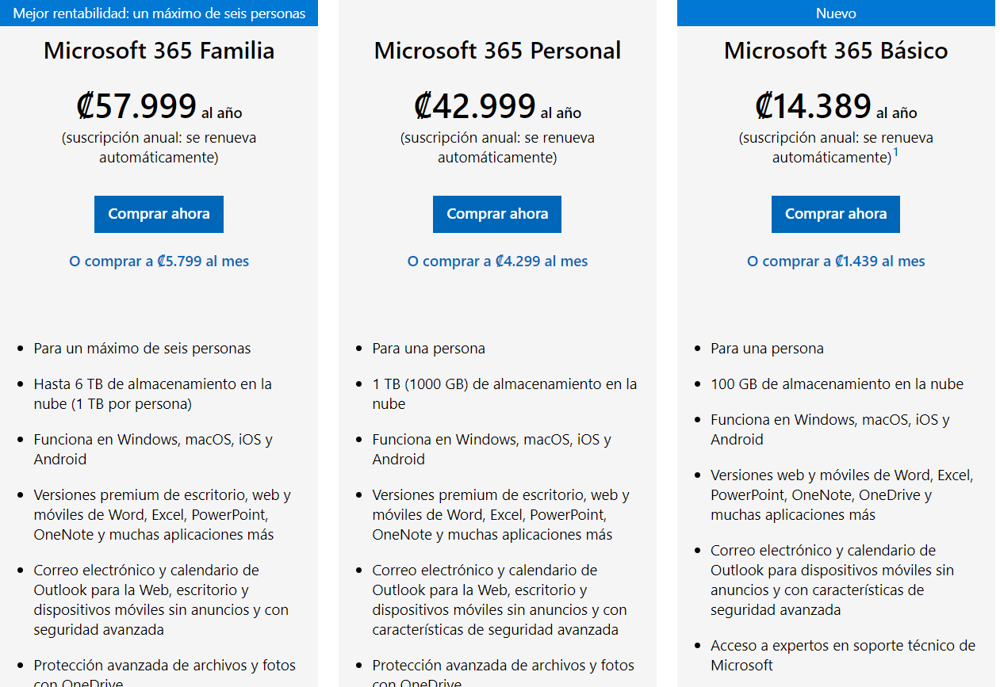 Mejor rentabilidad: un máximo de seis personas
Microsoft 365 Familia
₡57.999 al año
(suscripción anual: se renueva
automáticamente)
Comprar ahora
O comprar a ₡5.799 al mes
• Para un máximo de seis personas
• Hasta 6 TB de almacenamiento en la
nube (1 TB por persona)
• Funciona en Windows, macOS, iOS y
Android
• Versiones premium de escritorio, web y
móviles de Word, Excel, PowerPoint,
OneNote y muchas aplicaciones más
• Correo electrónico y calendario de
Outlook para la Web, escritorio y
dispositivos móviles sin anuncios y con
seguridad avanzada
• Protección avanzada de archivos y fotos
con OneDrive
Microsoft 365 Personal
₡42.999 al año
(suscripción anual: se renueva
automáticamente)
Comprar ahora
O comprar a ₡4.299 al mes
• Para una persona
• 1 TB (1000 GB) de almacenamiento en la
nube
• Funciona en Windows, macOS, iOS y
Android
• Versiones premium de escritorio, web y
móviles de Word, Excel, PowerPoint,
OneNote y muchas aplicaciones más
• Correo electrónico y calendario de
Outlook para la Web, escritorio y
dispositivos móviles sin anuncios y con
características de seguridad avanzada
• Protección avanzada de archivos y fotos
con OneDrive
Nuevo
Microsoft 365 Básico
₡14.389 al año
(suscripción anual: se renueva
automáticamente)1
Comprar ahora
O comprar a ₡1.439 al mes
• Para una persona
• 100 GB de almacenamiento en la nube
• Funciona en Windows, macOS, iOS y
Android
• Versiones web y móviles de Word, Excel,
PowerPoint, OneNote, OneDrive y
muchas aplicaciones más
• Correo electrónico y calendario de
Outlook para dispositivos móviles sin
anuncios y con características de
seguridad avanzada
• Acceso a expertos en soporte técnico de
Microsoft